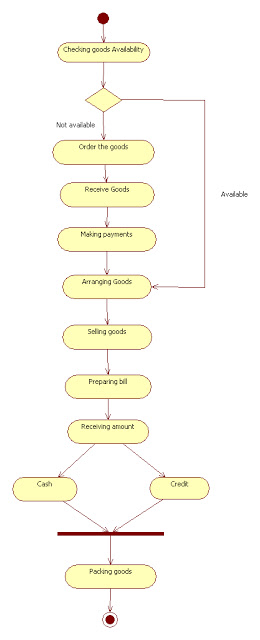 Checking goods Availability
Not available
Order the goods
Receive Goods
Available
Making payments
Arranging Goods
Selling goods
Preparing bill
Receiving amount
Cash
Credit
Packing goods